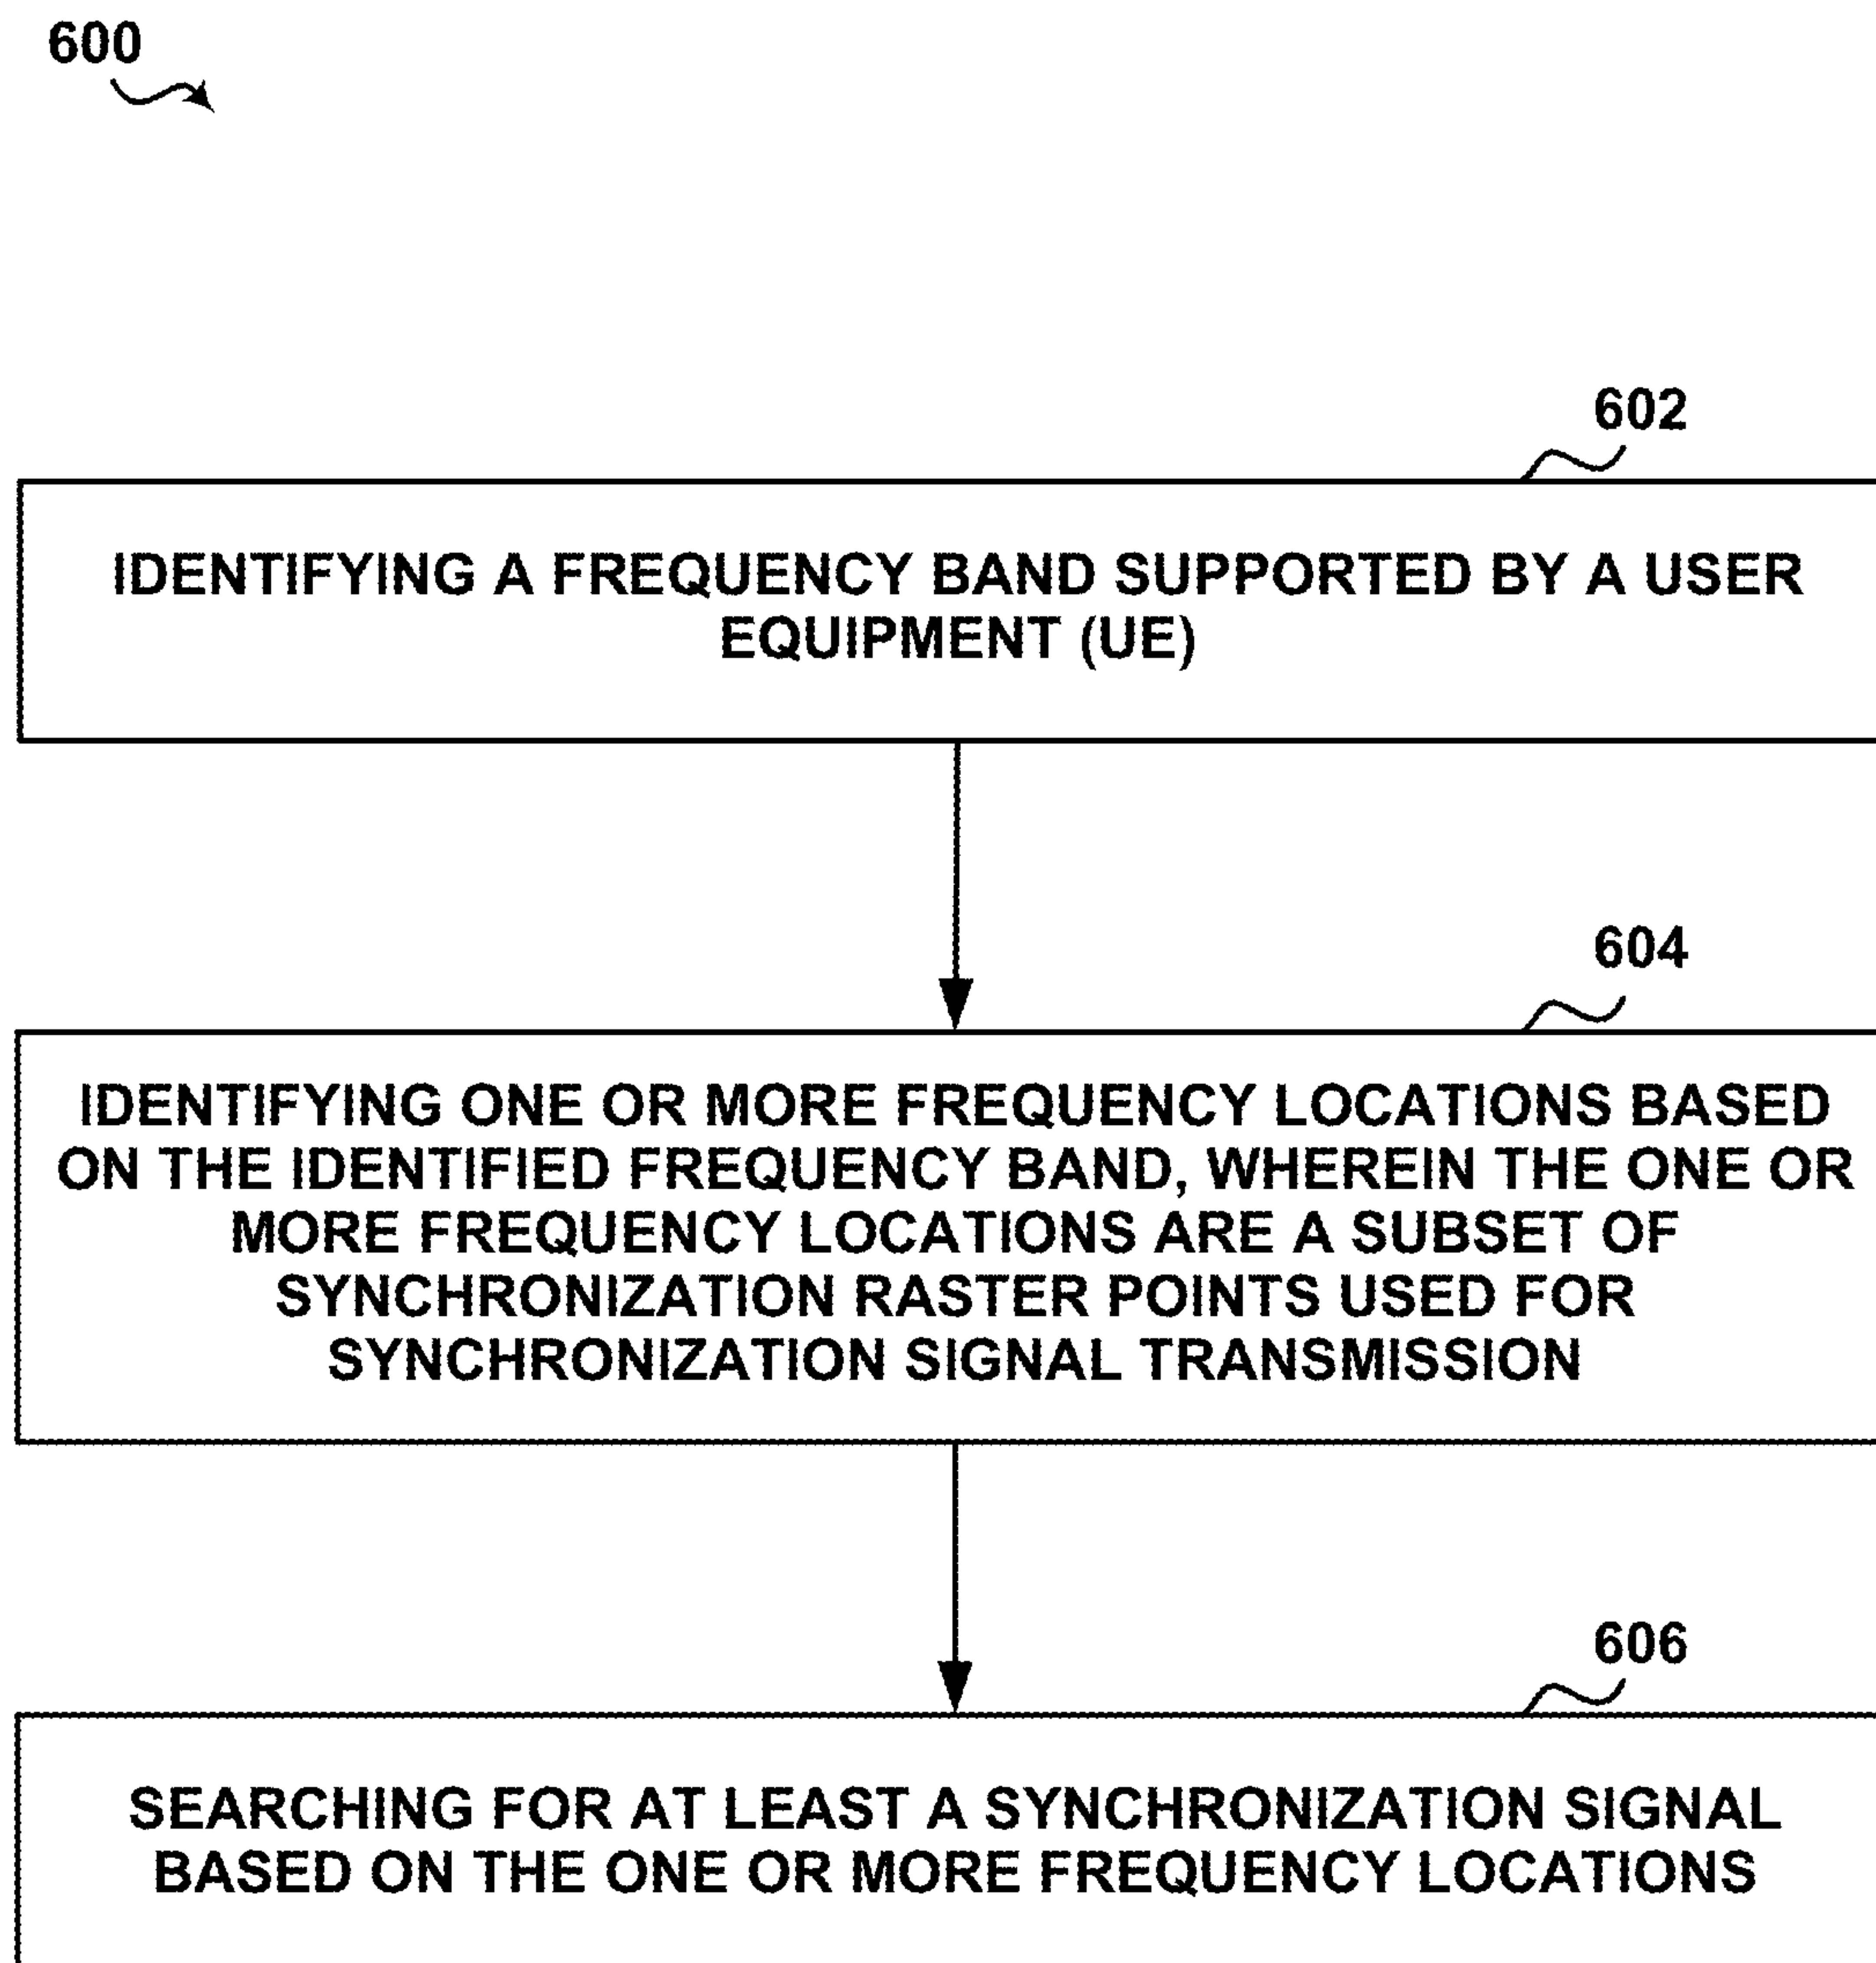 600
602
IDENTIFYING A FREQUENCY BAND SUPPORTED BY A USER
EQUIPMENT (UE)
604
IDENTIFYING ONE OR MORE FREQUENCY LOCATIONS BASED
ON THE IDENTIFIED FREQUENCY BAND, WHEREIN THE ONE OR
MORE FREQUENCY LOCATIONS ARE A SUBSET OF
SYNCHRONIZATION RASTER POINTS USED FOR
SYNCHRONIZATION SIGNAL TRANSMISSION
606
SEARCHING FOR AT LEAST A SYNCHRONIZATION SIGNAL
BASED ON THE ONE OR MORE FREQUENCY LOCATIONS